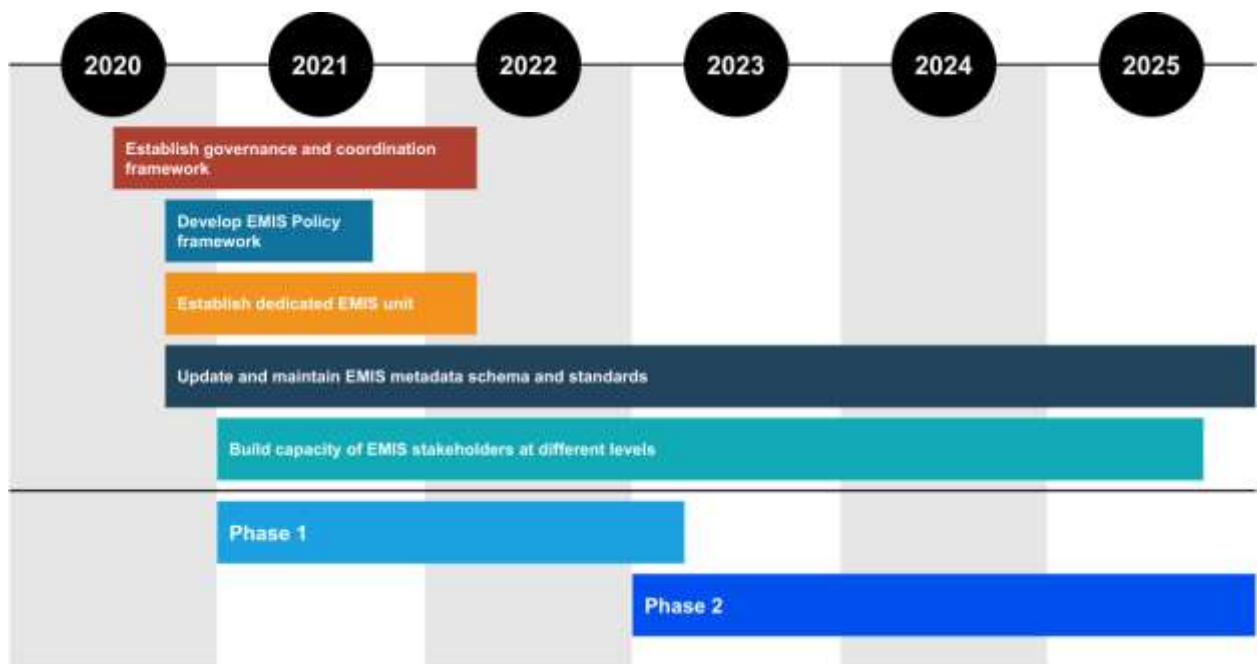 2020 2021 2022 2023 2024 2025
Establish governance and coordination
framework
Develop EMIS Policy
framework
Establish dedicated EMIS unit
Update and maintain EMIS metadata schema and standards
Build capacity of EMIS stakeholders at different levels
Phase 1
Phase 2